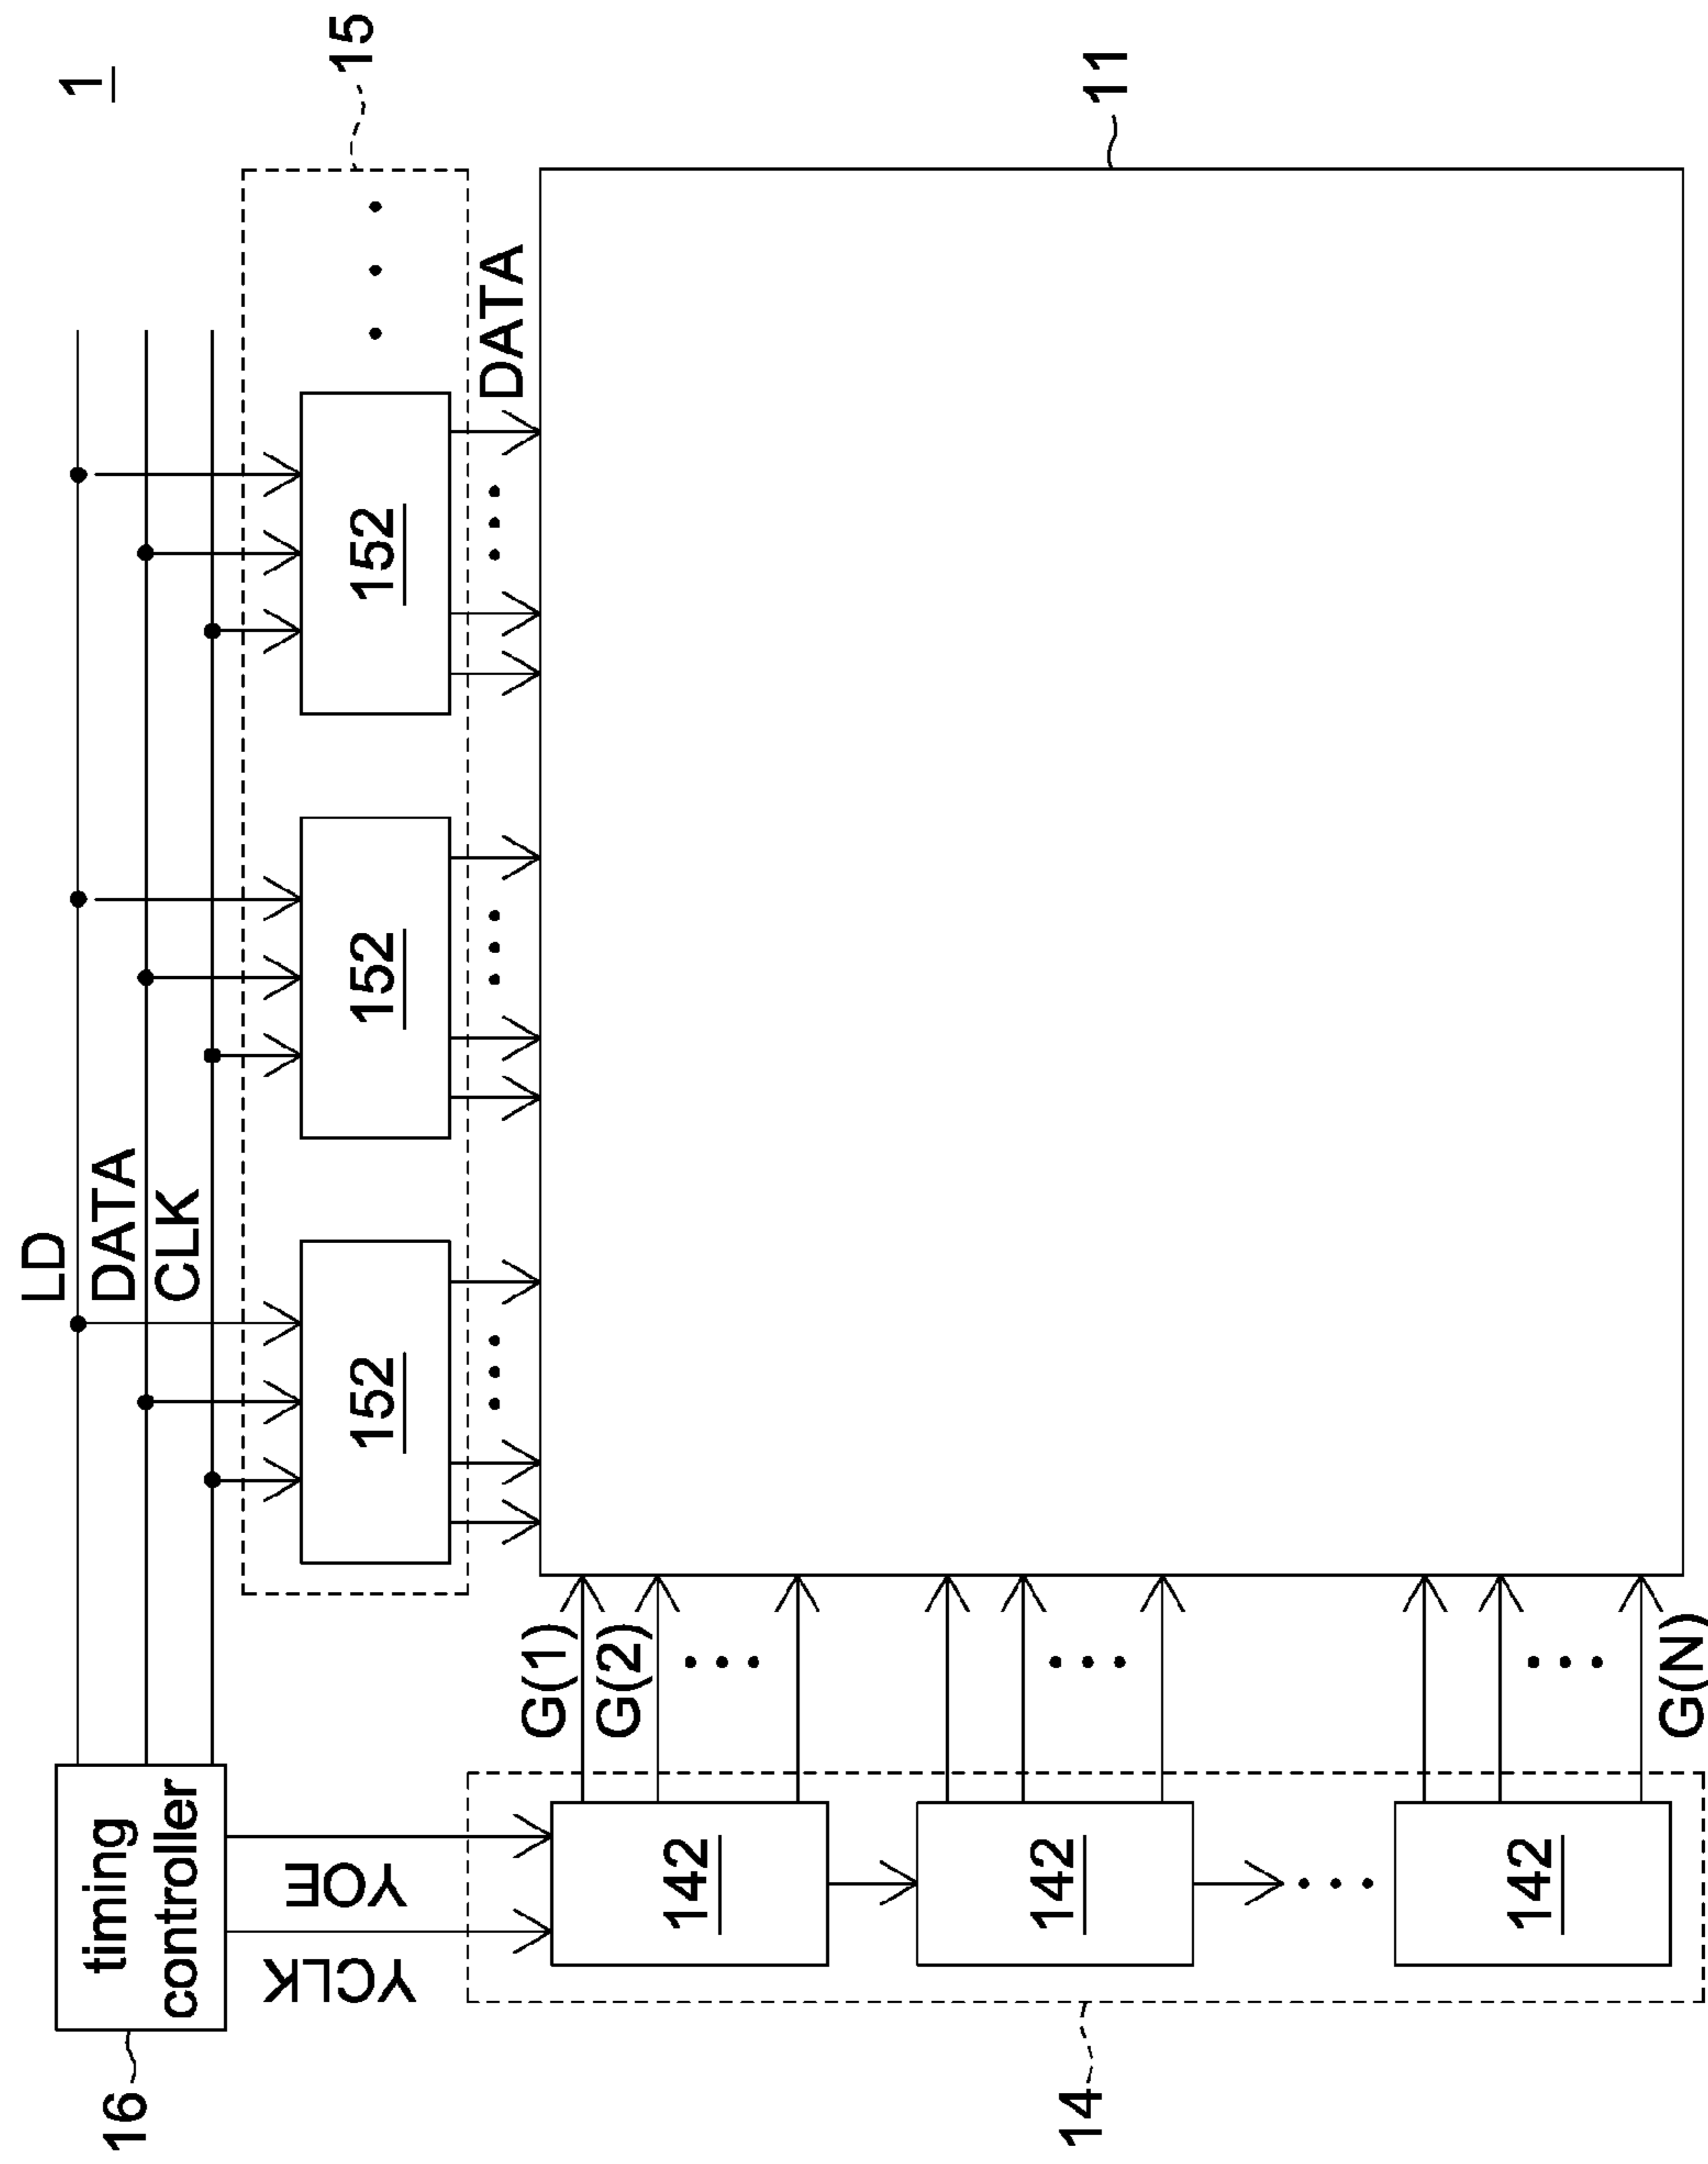 1
15
LD
DATA
CLK
16
timing
controller
152
152
152
YCLK
YOE
DATA
G(1)
G(2)
11
142
142
142
14
G(N)